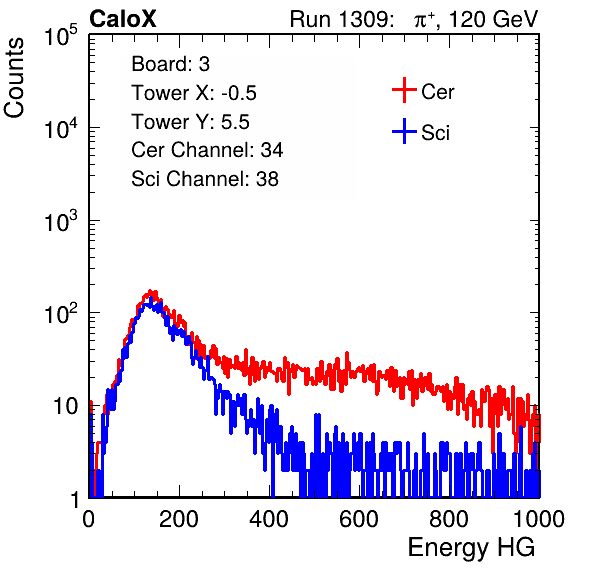 CaloX Run 1309: π⁺, 120 GeV
Counts
Board: 3
Tower X: -0.5
Tower Y: 5.5
Cer Channel: 34
Sci Channel: 38
Cer
Sci
10⁵
10⁴
10³
10²
10
1
0 200 400 600 800 1000
Energy HG